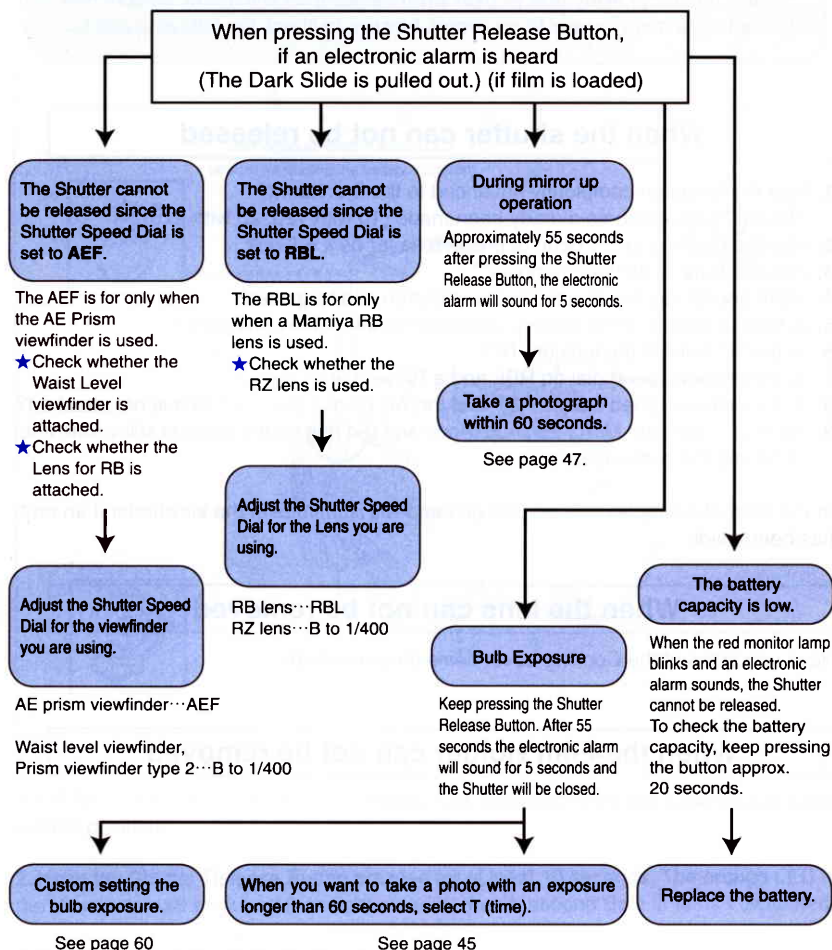 When pressing the Shutter Release Button,
if an electronic alarm is heard
(The Dark Slide is pulled out.) (if film is loaded)
When the shutter can not be released
The Shutter cannot
be released since the
Shutter Speed Dial is
set to AEF.
The AEF is for only when
the AE Prism
viewfinder is used.
★Check whether the
Waist Level
viewfinder is
attached.
★Check whether the
Lens for RB is
attached.
Adjust the Shutter Speed
Dial for the viewfinder
you are using.
AE prism viewfinder···AEF
Waist level viewfinder,
Prism viewfinder type 2···B to 1/400
The Shutter cannot
be released since the
Shutter Speed Dial is
set to RBL.
The RBL is for only
when a Mamiya RB
lens is used.
★Check whether the
RZ lens is used.
Adjust the Shutter Speed
Dial for the Lens you are
using.
RB lens···RBL
RZ lens···B to 1/400
During mirror up
operation
Approximately 55 seconds
after pressing the Shutter
Release Button, the electronic
alarm will sound for 5 seconds.
Take a photograph
within 60 seconds.
See page 47.
Bulb Exposure
Keep pressing the Shutter
Release Button. After 55
seconds the electronic alarm
will sound for 5 seconds and
the Shutter will be closed.
Custom setting the
bulb exposure.
See page 60
When you want to take a photo with an exposure
longer than 60 seconds, select T (time).
See page 45
The battery
capacity is low.
When the red monitor lamp
blinks and an electronic
alarm sounds, the Shutter
cannot be released.
To check the battery
capacity, keep pressing
the button approx.
20 seconds.
Replace the battery.